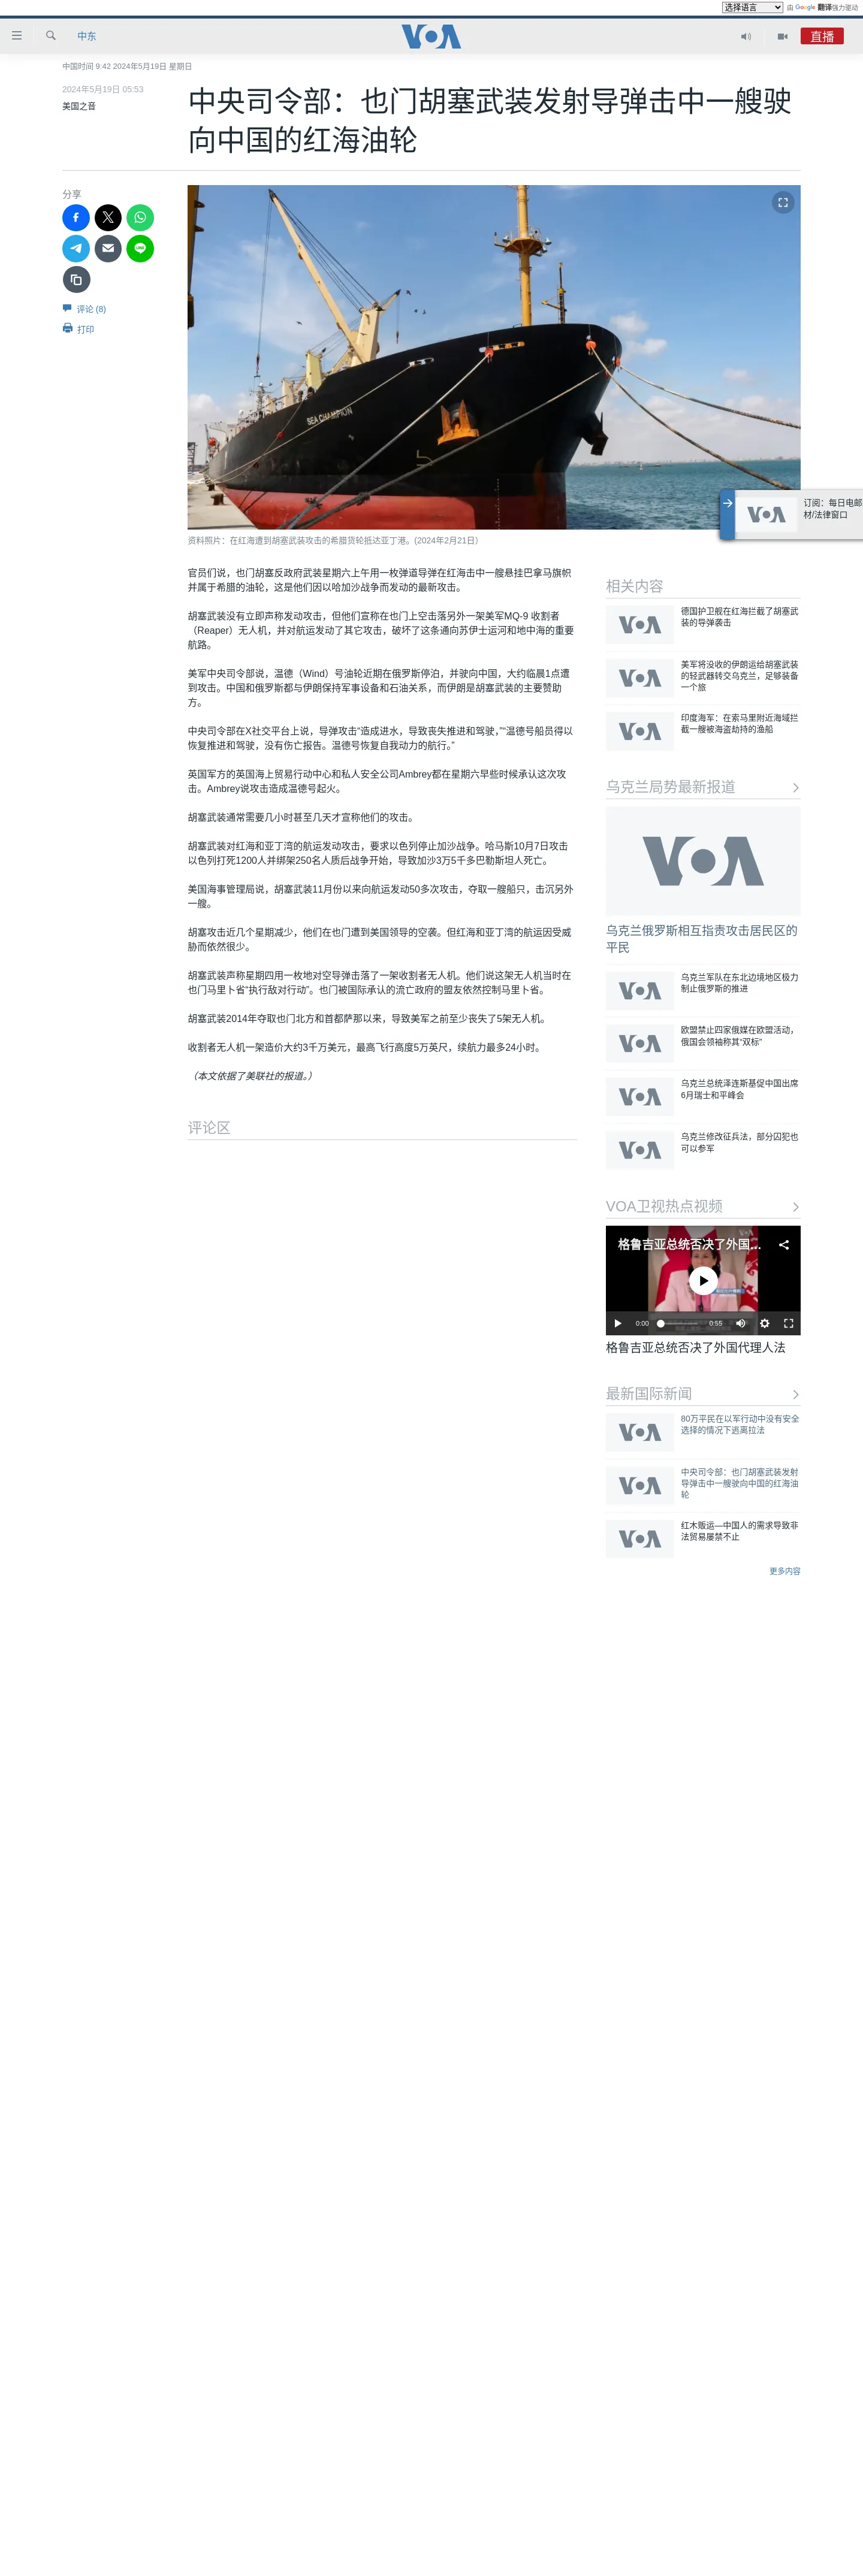 选择语言
由 Google 翻译强力驱动
中东
VOA
直播
中国时间 9:42 2024年5月19日 星期日
2024年5月19日 05:53
美国之音
中央司令部：也门胡塞武装发射导弹击中一艘驶
向中国的红海油轮
分享
评论 (8)
打印
SEA CHAMPION
资料照片：在红海遭到胡塞武装攻击的希腊货轮抵达亚丁港。(2024年2月21日)
VOA
订阅：每日电邮
材/法律窗口
官员们说，也门胡塞反政府武装星期六上午用一枚弹道导弹在红海击中一艘悬挂巴拿马旗帜
并属于希腊的油轮，这是他们因以哈加沙战争而发动的最新攻击。
胡塞武装没有立即声称发动攻击，但他们宣称在也门上空击落另外一架美军MQ-9 收割者
（Reaper）无人机，并对航运发动了其它攻击，破坏了这条通向苏伊士运河和地中海的重要
航路。
美军中央司令部说，温德（Wind）号油轮近期在俄罗斯停泊，并驶向中国，大约临晨1点遭
到攻击。中国和俄罗斯都与伊朗保持军事设备和石油关系，而伊朗是胡塞武装的主要赞助
方。
中央司令部在X社交平台上说，导弹攻击“造成进水，导致丧失推进和驾驶，”“温德号船员得以
恢复推进和驾驶，没有伤亡报告。温德号恢复自我动力的航行。”
英国军方的英国海上贸易行动中心和私人安全公司Ambrey都在星期六早些时候承认这次攻
击。Ambrey说攻击造成温德号起火。
胡塞武装通常需要几小时甚至几天才宣称他们的攻击。
胡塞武装对红海和亚丁湾的航运发动攻击，要求以色列停止加沙战争。哈马斯10月7日攻击
以色列打死1200人并绑架250名人质后战争开始，导致加沙3万5千多巴勒斯坦人死亡。
美国海事管理局说，胡塞武装11月份以来向航运发动50多次攻击，夺取一艘船只，击沉另外
一艘。
胡塞攻击近几个星期减少，他们在也门遭到美国领导的空袭。但红海和亚丁湾的航运因受威
胁而依然很少。
胡塞武装声称星期四用一枚地对空导弹击落了一架收割者无人机。他们说这架无人机当时在
也门马里卜省“执行敌对行动”。也门被国际承认的流亡政府的盟友依然控制马里卜省。
胡塞武装2014年夺取也门北方和首都萨那以来，导致美军之前至少丧失了5架无人机。
收割者无人机一架造价大约3千万美元，最高飞行高度5万英尺，续航力最多24小时。
（本文依据了美联社的报道。）
评论区
相关内容
VOA
德国护卫舰在红海拦截了胡塞武
装的导弹袭击
VOA
美军将没收的伊朗运给胡塞武装
的轻武器转交乌克兰，足够装备
一个旅
VOA
印度海军：在索马里附近海域拦
截一艘被海盗劫持的渔船
乌克兰局势最新报道
VOA
乌克兰俄罗斯相互指责攻击居民区的
平民
VOA
乌克兰军队在东北边境地区极力
制止俄罗斯的推进
VOA
欧盟禁止四家俄媒在欧盟活动，
俄国会领袖称其“双标”
VOA
乌克兰总统泽连斯基促中国出席
6月瑞士和平峰会
VOA
乌克兰修改征兵法，部分囚犯也
可以参军
VOA卫视热点视频
格鲁吉亚总统否决了外国...
0:00
0:55
格鲁吉亚总统否决了外国代理人法
最新国际新闻
VOA
80万平民在以军行动中没有安全
选择的情况下逃离拉法
VOA
中央司令部：也门胡塞武装发射
导弹击中一艘驶向中国的红海油
轮
VOA
红木贩运—中国人的需求导致非
法贸易屡禁不止
更多内容